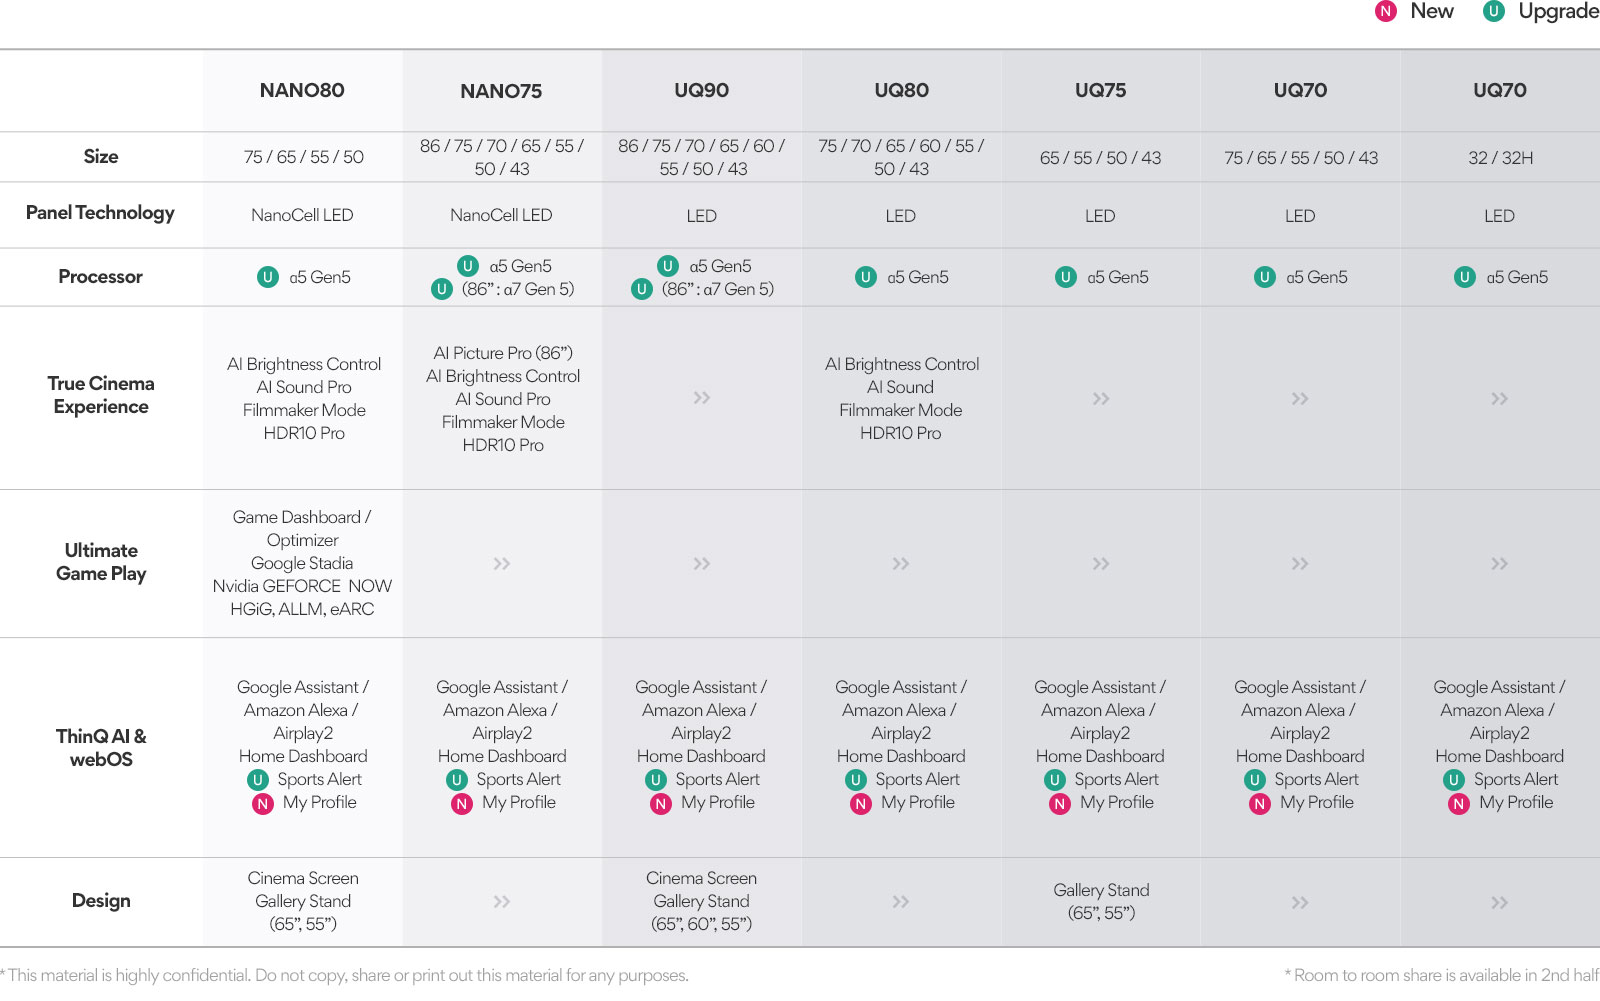 N New U Upgrade
NANO80 NANO75 UQ90 UQ80 UQ75 UQ70 UQ70
Size
75 / 65 / 55 / 50
86 / 75 / 70 / 65 / 55 /
50 / 43
86 / 75 / 70 / 65 / 60 /
55 / 50 / 43
75 / 70 / 65 / 60 / 55 /
50 / 43
65 / 55 / 50 / 43
75 / 65 / 55 / 50 / 43
32 / 32H
Panel Technology
NanoCell LED
NanoCell LED
LED
LED
LED
LED
LED
Processor
U α5 Gen5
U α5 Gen5
U (86” : α7 Gen 5)
U α5 Gen5
U (86” : α7 Gen 5)
U α5 Gen5
U α5 Gen5
U α5 Gen5
U α5 Gen5
True Cinema
Experience
AI Brightness Control
AI Sound Pro
Filmmaker Mode
HDR10 Pro
AI Picture Pro (86”)
AI Brightness Control
AI Sound Pro
Filmmaker Mode
HDR10 Pro
»
AI Brightness Control
AI Sound
Filmmaker Mode
HDR10 Pro
»
»
»
Ultimate
Game Play
Game Dashboard /
Optimizer
Google Stadia
Nvidia GEFORCE NOW
HGiG, ALLM, eARC
»
»
»
»
»
»
ThinQ AI &
webOS
Google Assistant /
Amazon Alexa /
Airplay2
Home Dashboard
U Sports Alert
N My Profile
Google Assistant /
Amazon Alexa /
Airplay2
Home Dashboard
U Sports Alert
N My Profile
Google Assistant /
Amazon Alexa /
Airplay2
Home Dashboard
U Sports Alert
N My Profile
Google Assistant /
Amazon Alexa /
Airplay2
Home Dashboard
U Sports Alert
N My Profile
Google Assistant /
Amazon Alexa /
Airplay2
Home Dashboard
U Sports Alert
N My Profile
Google Assistant /
Amazon Alexa /
Airplay2
Home Dashboard
U Sports Alert
N My Profile
Google Assistant /
Amazon Alexa /
Airplay2
Home Dashboard
U Sports Alert
N My Profile
Design
Cinema Screen
Gallery Stand
(65”, 55”)
»
Cinema Screen
Gallery Stand
(65”, 60”, 55”)
»
Gallery Stand
(65”, 55”)
»
»
* This material is highly confidential. Do not copy, share or print out this material for any purposes.
* Room to room share is available in 2nd half